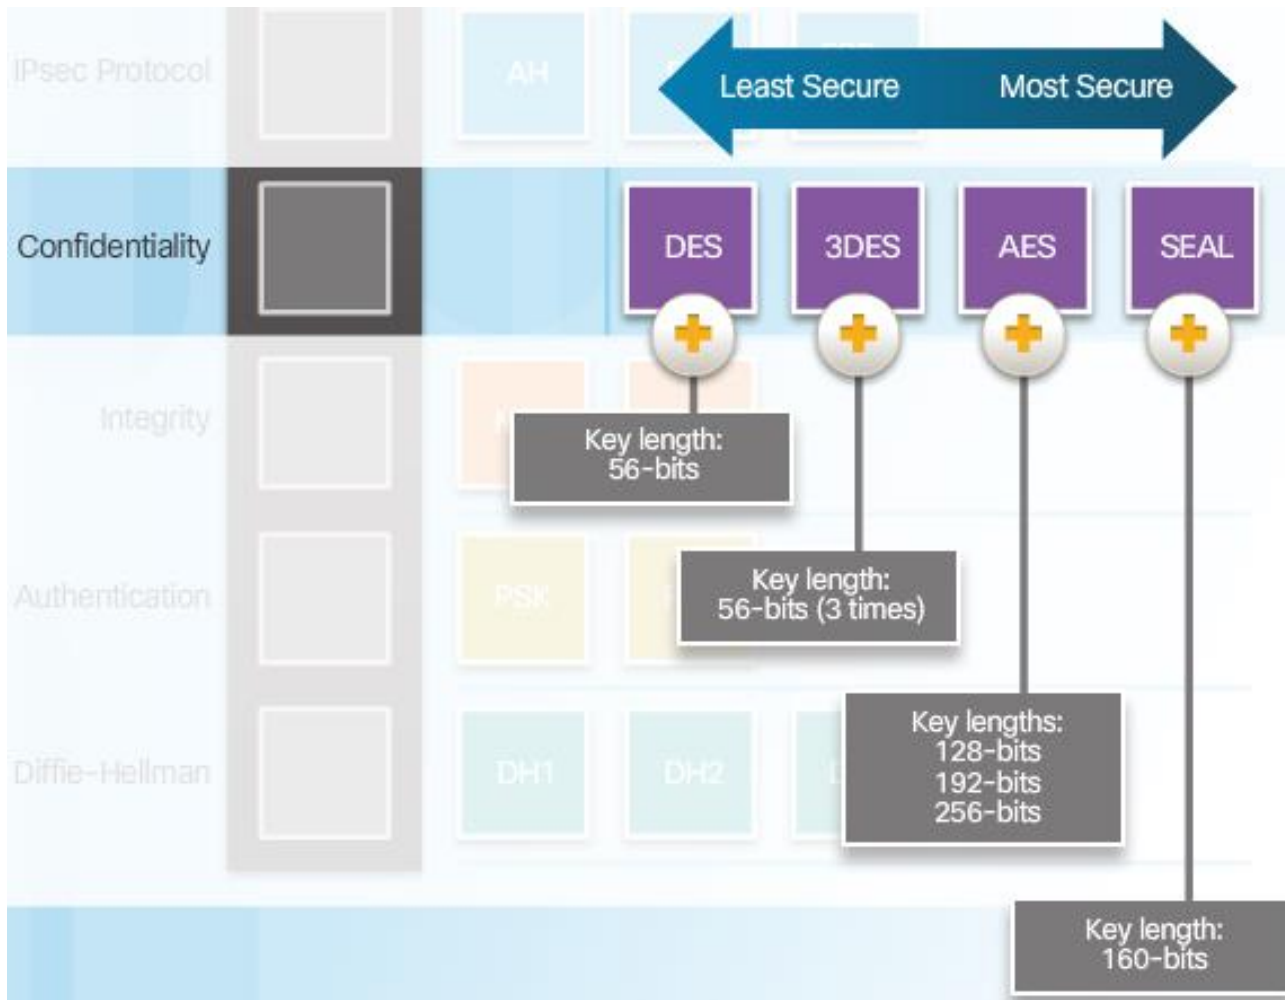 IPsec Protocol
AH
Least Secure
Most Secure
Confidentiality
DES
3DES
AES
SEAL
Integrity
Key length:
56-bits
Authentication
PSK
Key length:
56-bits (3 times)
Diffie-Hellman
DH1
DH2
Key lengths:
128-bits
192-bits
256-bits
Key length:
160-bits